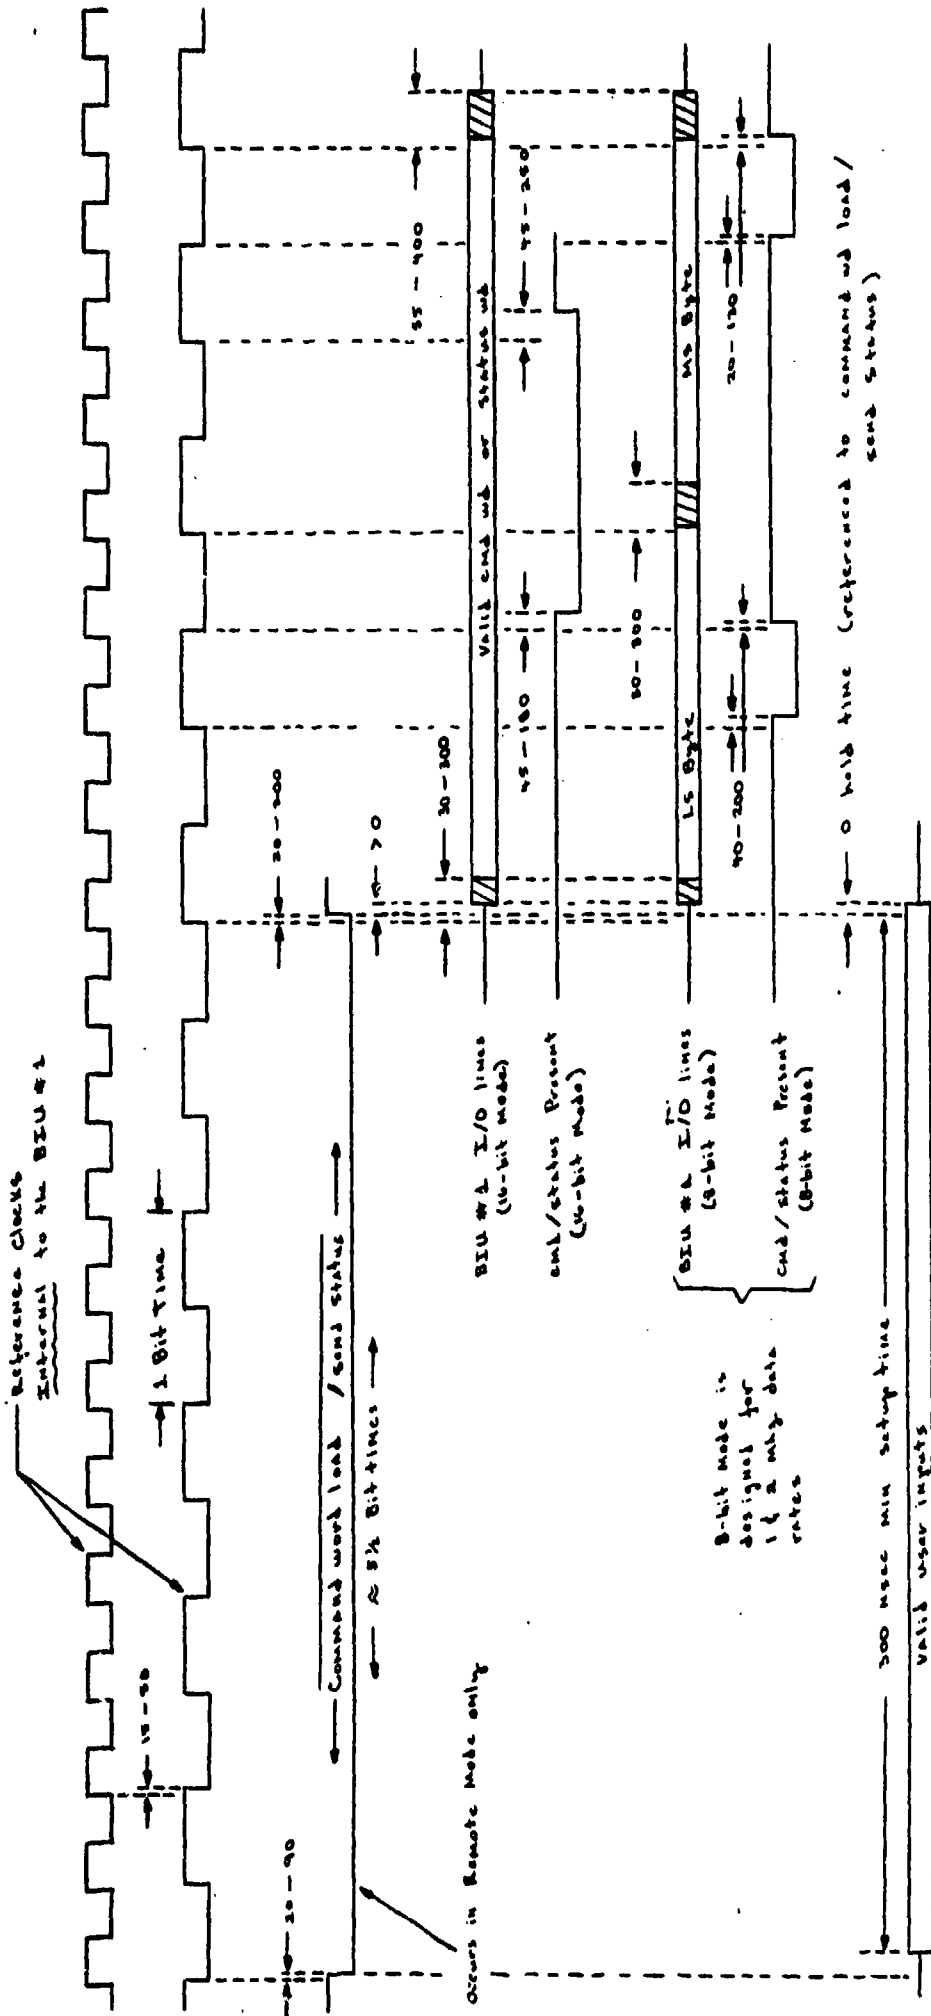 Reference Clocks
Internal to the BIU #1
15-50
1 Bit Time
20-90
Command word load / send status
≈ 5½ Bit times
20-200
Occurs in Remote Mode only
55-400
BIU #1 I/O lines
(16-bit mode)
30-300
Valid cmd wd or status wd
cmd/status Present
(16-bit Mode)
45-180
45-250
BIU #1 I/O lines
(8-bit Mode)
LS Byte
MS Byte
30-300
cmd/status Present
(8-bit Mode)
40-200
20-130
8-bit Mode is
designed for
1 & 2 mhz data
rates
0 hold time (referenced to command wd load/
send status)
300 nsec min setup time
Valid user inputs